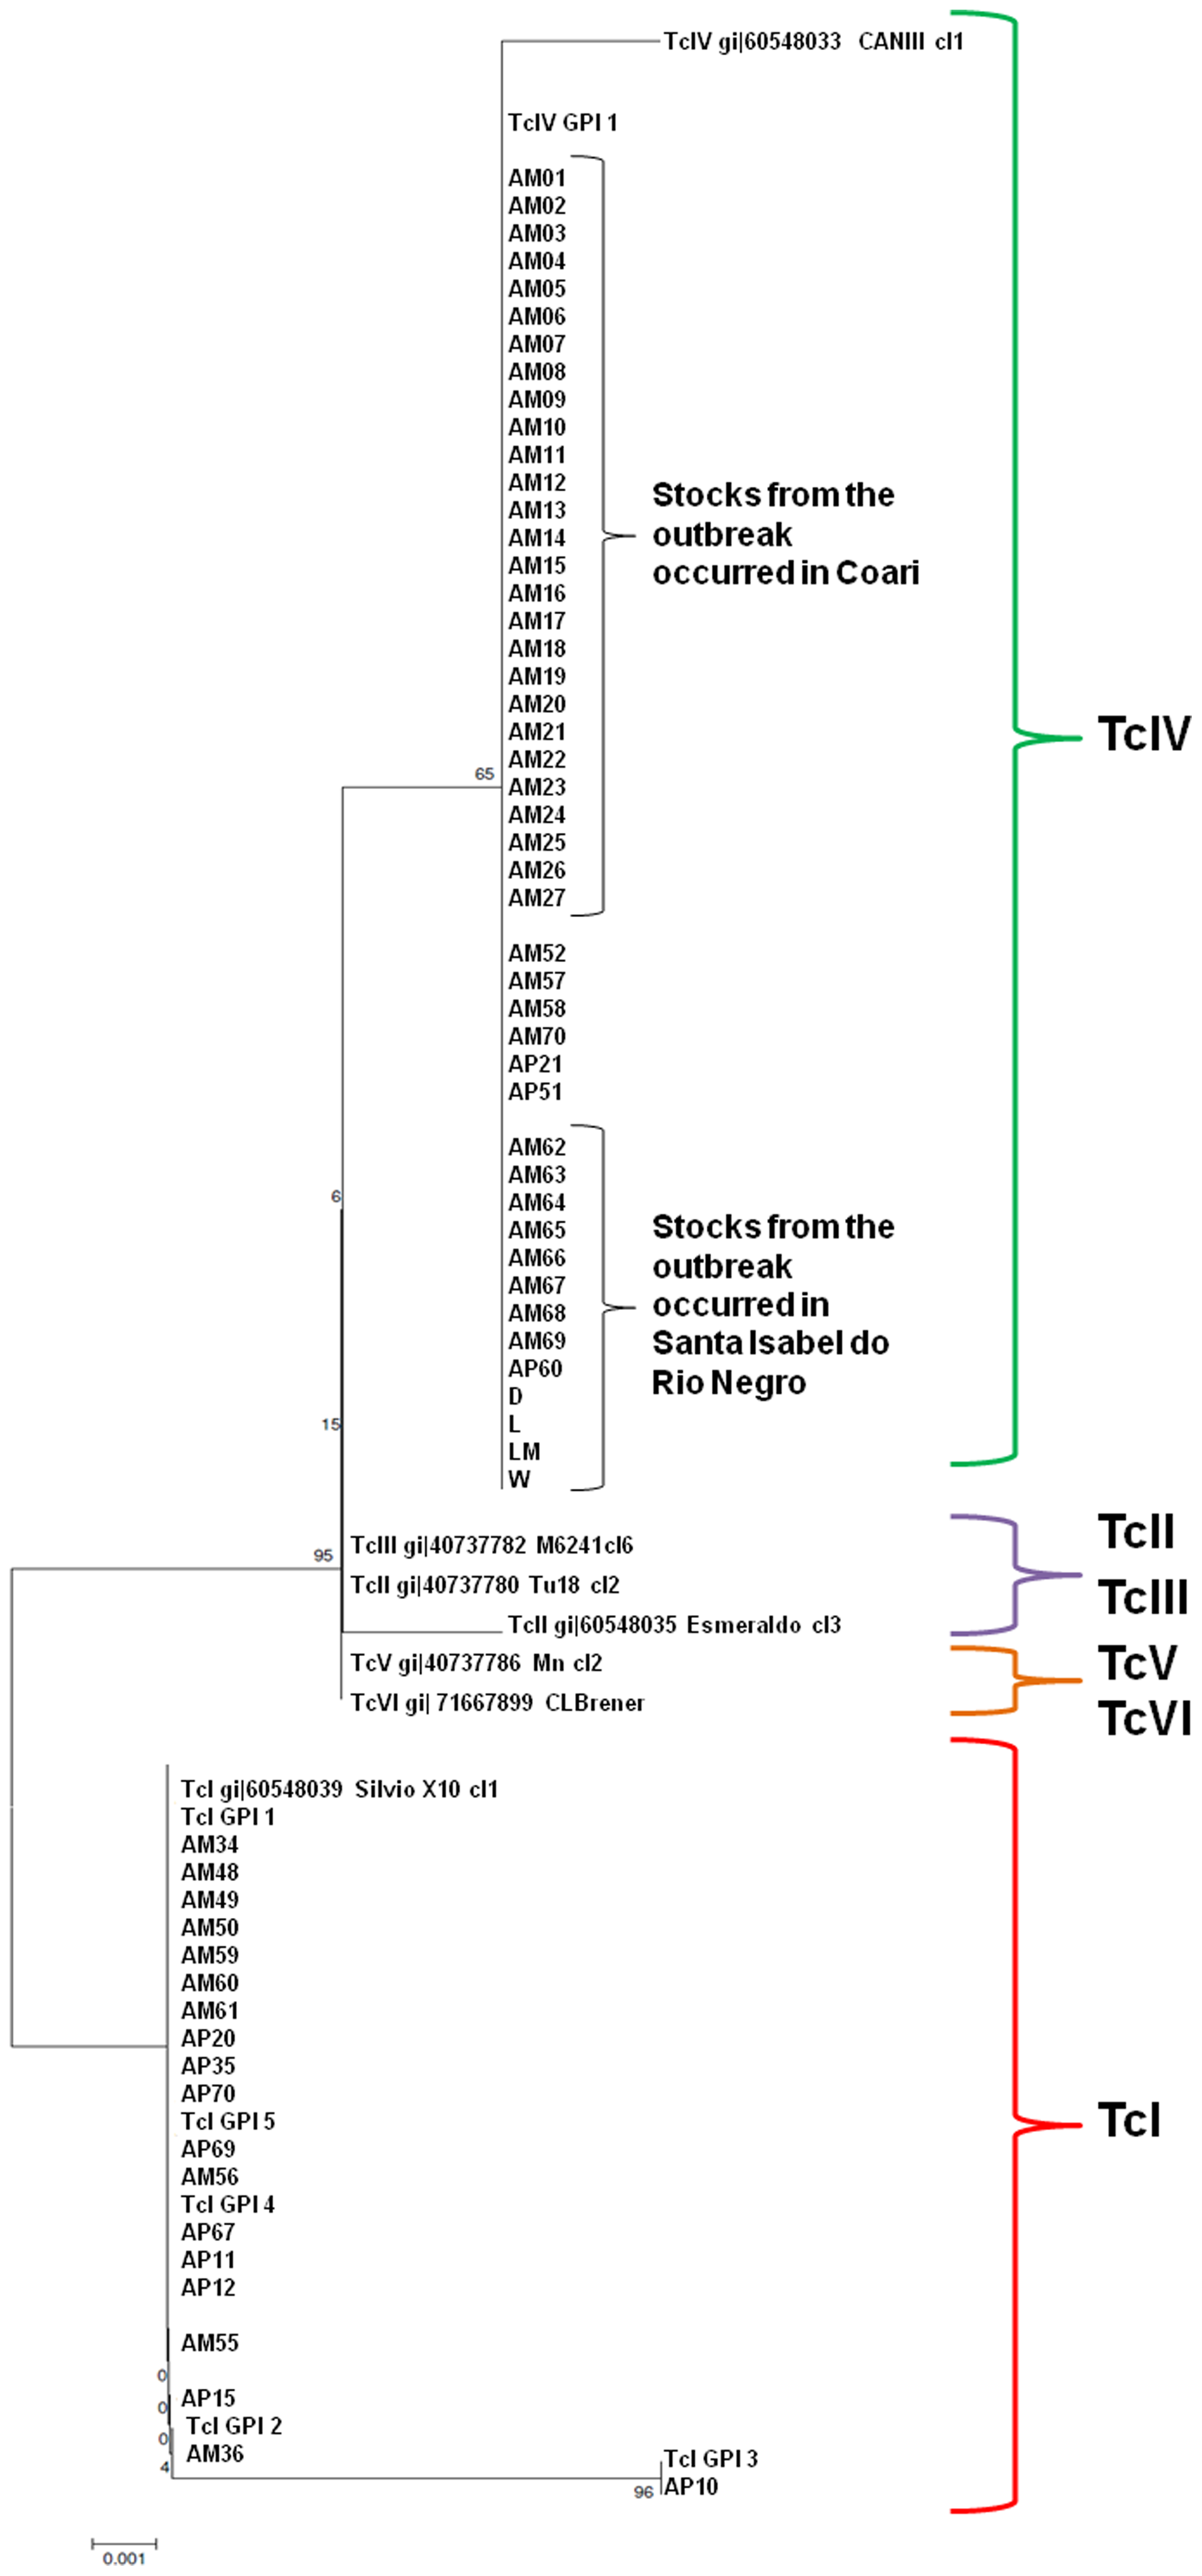 TcIV gi|60548033 CANIII cl1
TcIV GPI 1
AM01
AM02
AM03
AM04
AM05
AM06
AM07
AM08
AM09
AM10
AM11
AM12
AM13
AM14
AM15
AM16
AM17
AM18
AM19
AM20
AM21
AM22
AM23
AM24
AM25
AM26
AM27
Stocks from the
outbreak
occurred in Coari
TcIV
65
AM52
AM57
AM58
AM70
AP21
AP51
6
AM62
AM63
AM64
AM65
AM66
AM67
AM68
AM69
AP60
D
L
LM
W
Stocks from the
outbreak
occurred in
Santa Isabel do
Rio Negro
15
95
TcIII gi|40737782 M6241cl6
TcII gi|40737780 Tu18 cl2
TcII gi|60548035 Esmeraldo cl3
TcII
TcIII
TcV gi|40737786 Mn cl2
TcVI gi| 71667899 CLBrener
TcV
TcVI
TcI gi|60548039 Silvio X10 cl1
TcI GPI 1
AM34
AM48
AM49
AM50
AM59
AM60
AM61
AP20
AP35
AP70
TcI GPI 5
AP69
AM56
TcI GPI 4
AP67
AP11
AP12
AM55
0
AP15
0
TcI GPI 2
0
AM36
4
TcI GPI 3
96
AP10
TcI
0.001